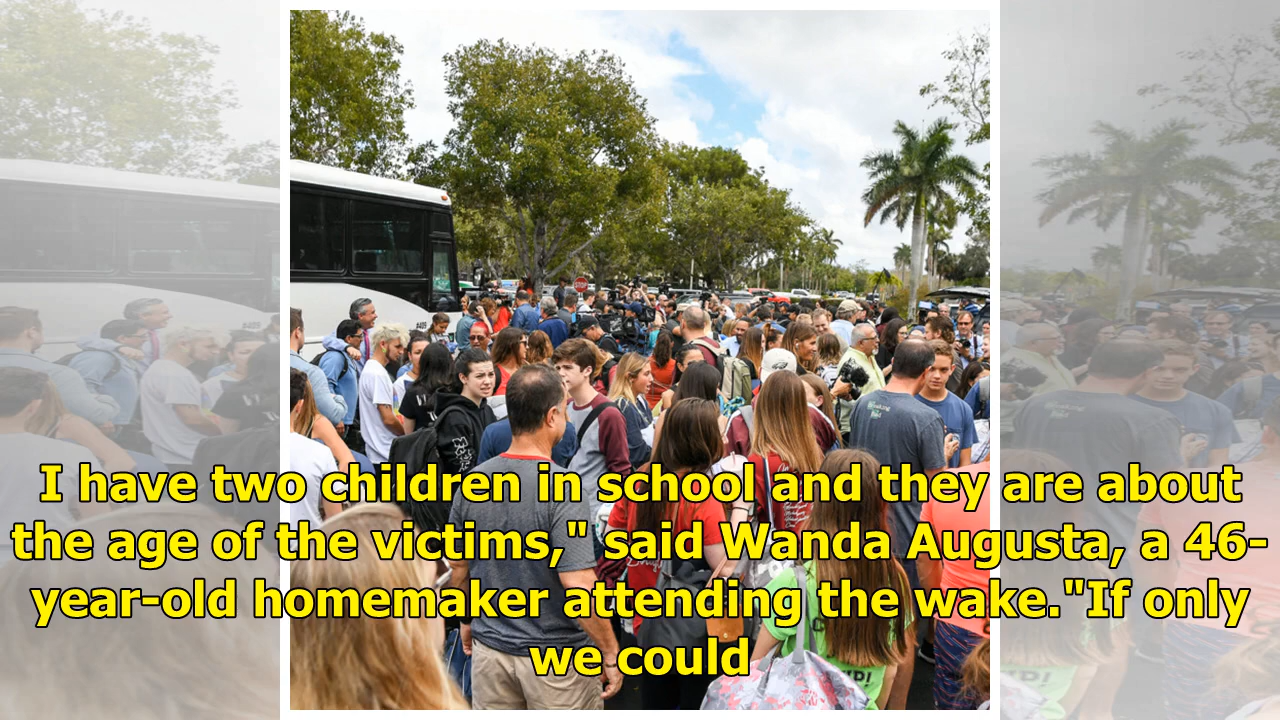 STOP
I have two children in school and they are about
the age of the victims," said Wanda Augusta, a 46-
year-old homemaker attending the wake."If only
we could